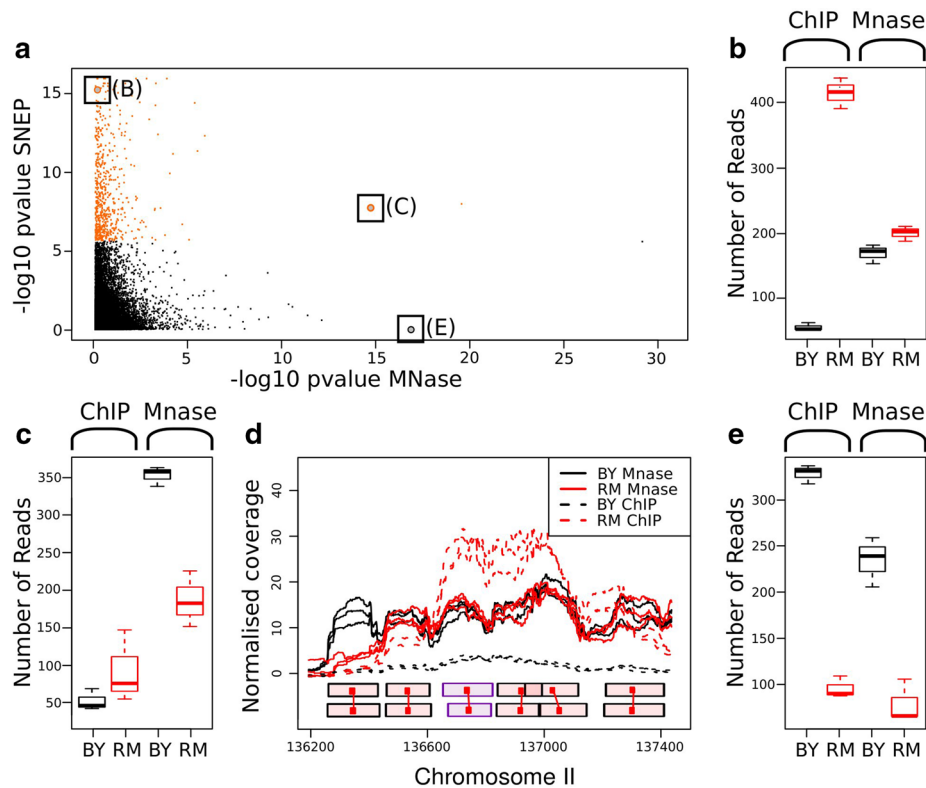 a
-log10 pvalue SNEP
15
10
5
0
(B)
(C)
(E)
0 5 10 15 20 25 30
-log10 pvalue MNase
b
ChIP Mnase
Number of Reads
400
300
200
100
BY RM BY RM
c
ChIP Mnase
Number of Reads
350
300
250
200
150
100
50
BY RM BY RM
d
Normalised coverage
40
30
20
10
0
BY Mnase
RM Mnase
BY ChIP
RM ChIP
136200 136600 137000 137400
Chromosome II
e
ChIP Mnase
Number of Reads
300
250
200
150
100
BY RM BY RM